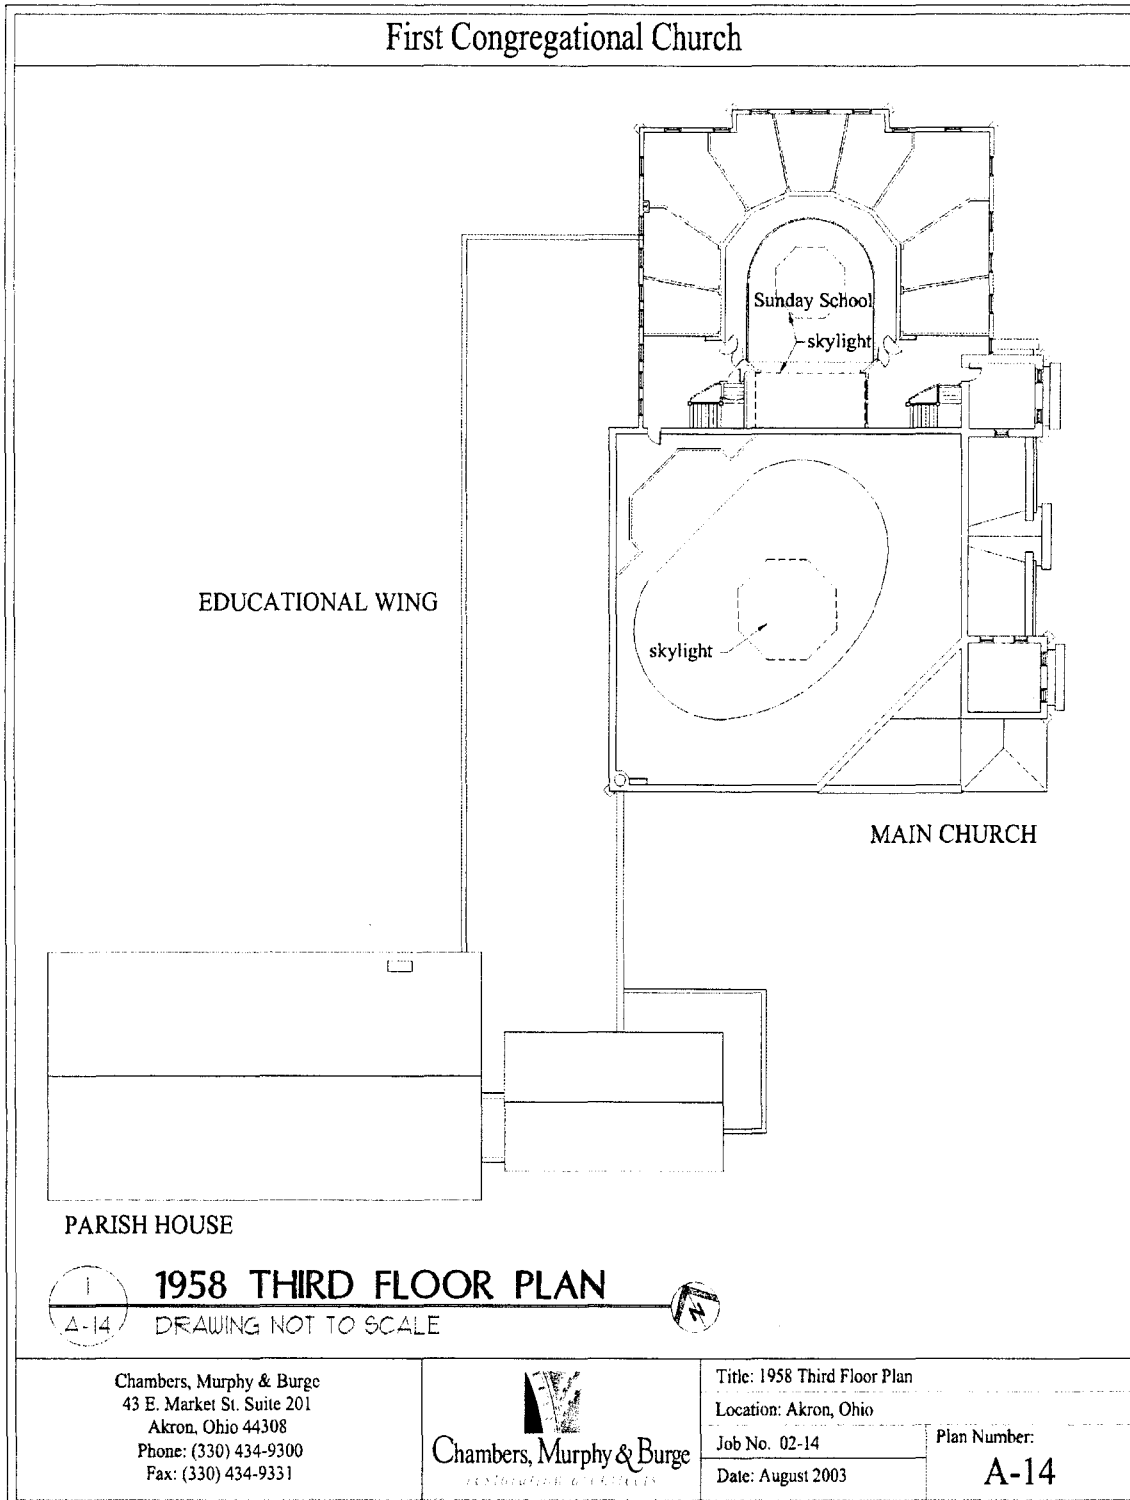 First Congregational Church
Sunday School
skylight
EDUCATIONAL WING
skylight
MAIN CHURCH
PARISH HOUSE
1
A-14
1958 THIRD FLOOR PLAN
DRAWING NOT TO SCALE
N
Chambers, Murphy & Burge
43 E. Market St. Suite 201
Akron, Ohio 44308
Phone: (330) 434-9300
Fax: (330) 434-9331
Chambers, Murphy & Burge
restoration architects
Title: 1958 Third Floor Plan
Location: Akron, Ohio
Job No. 02-14
Date: August 2003
Plan Number:
A-14